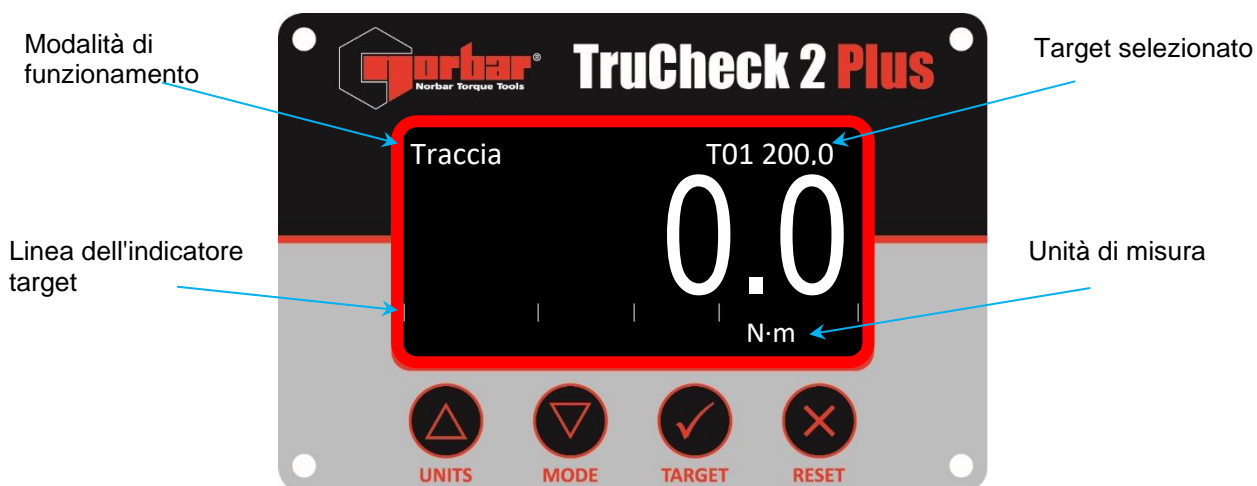 Modalità di
funzionamento
Target selezionato
Linea dell'indicatore
target
Unità di misura
norbar®
Norbar Torque Tools
TruCheck 2 Plus
Traccia
T01 200,0
0.0
N·m
UNITS
MODE
TARGET
RESET